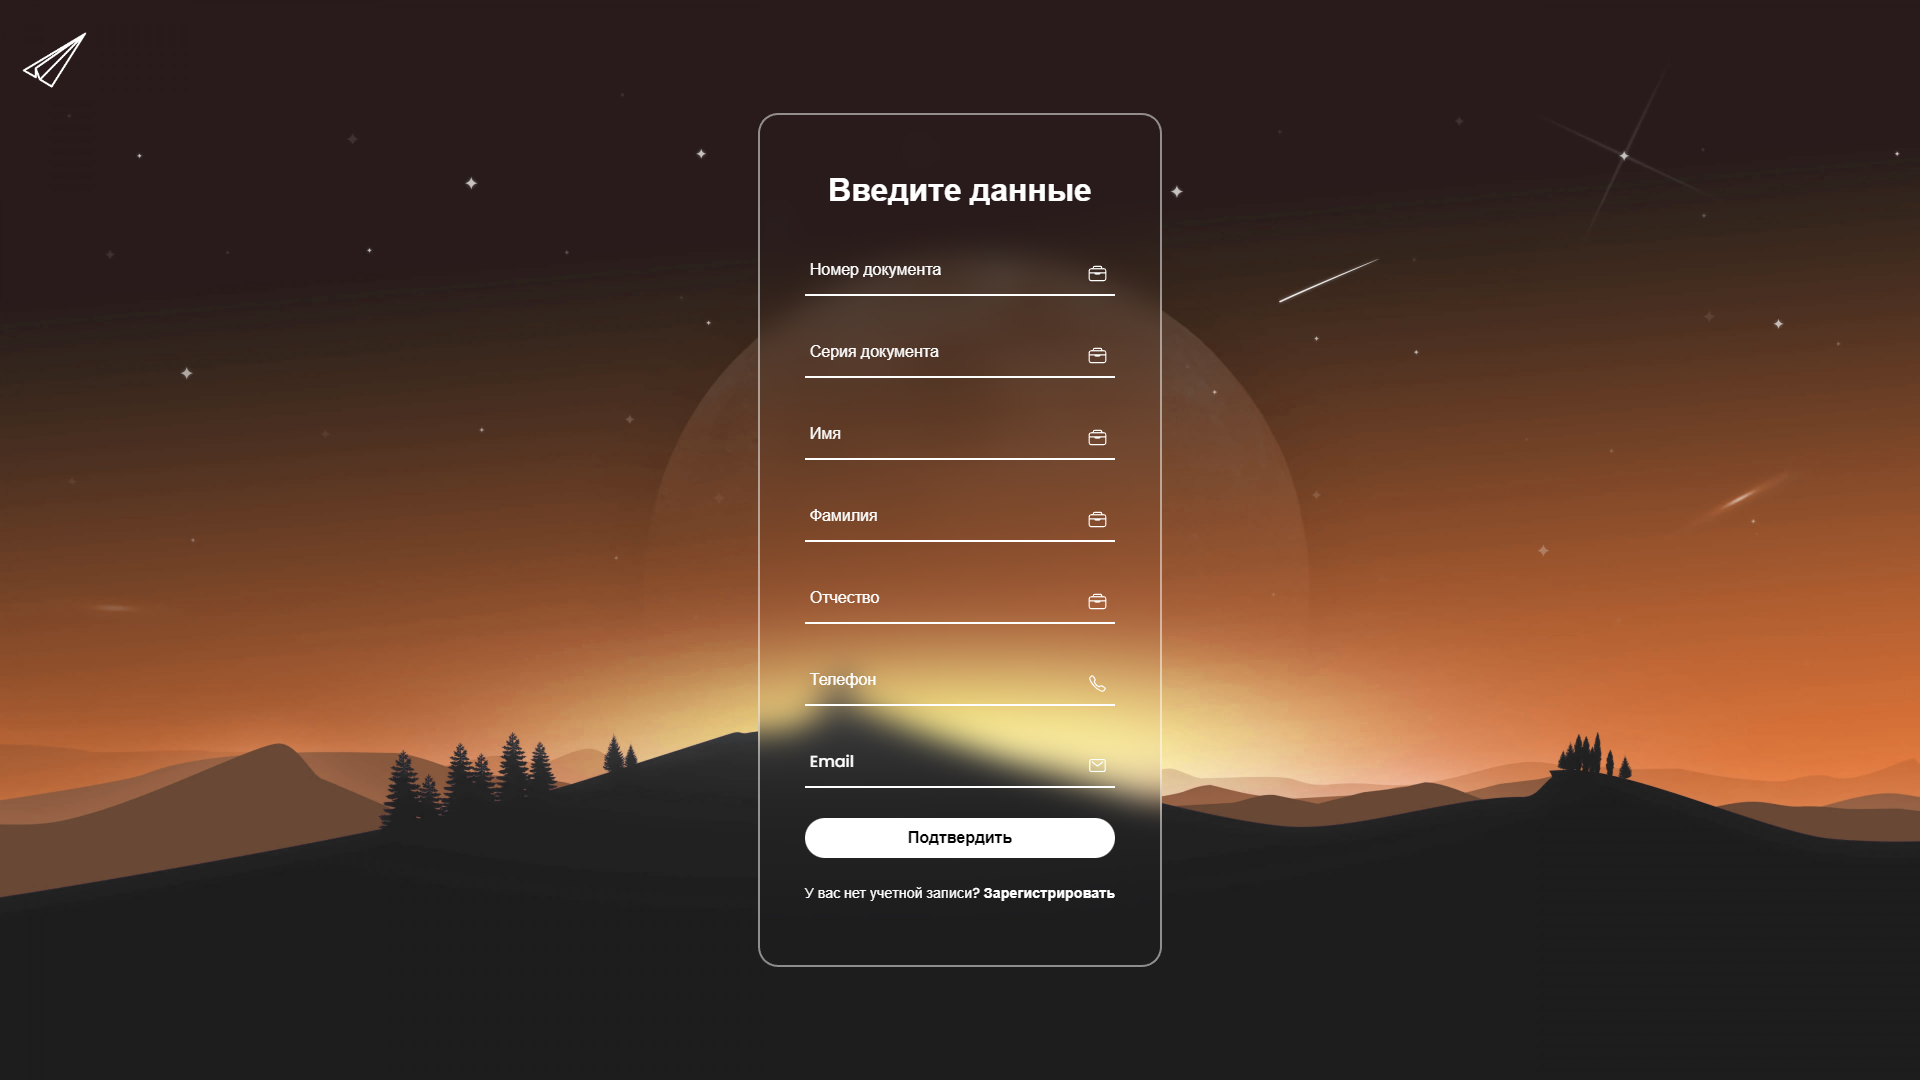 Введите данные
Номер документа
Серия документа
Имя
Фамилия
Отчество
Телефон
Email
Подтвердить
У вас нет учетной записи? Зарегистрировать